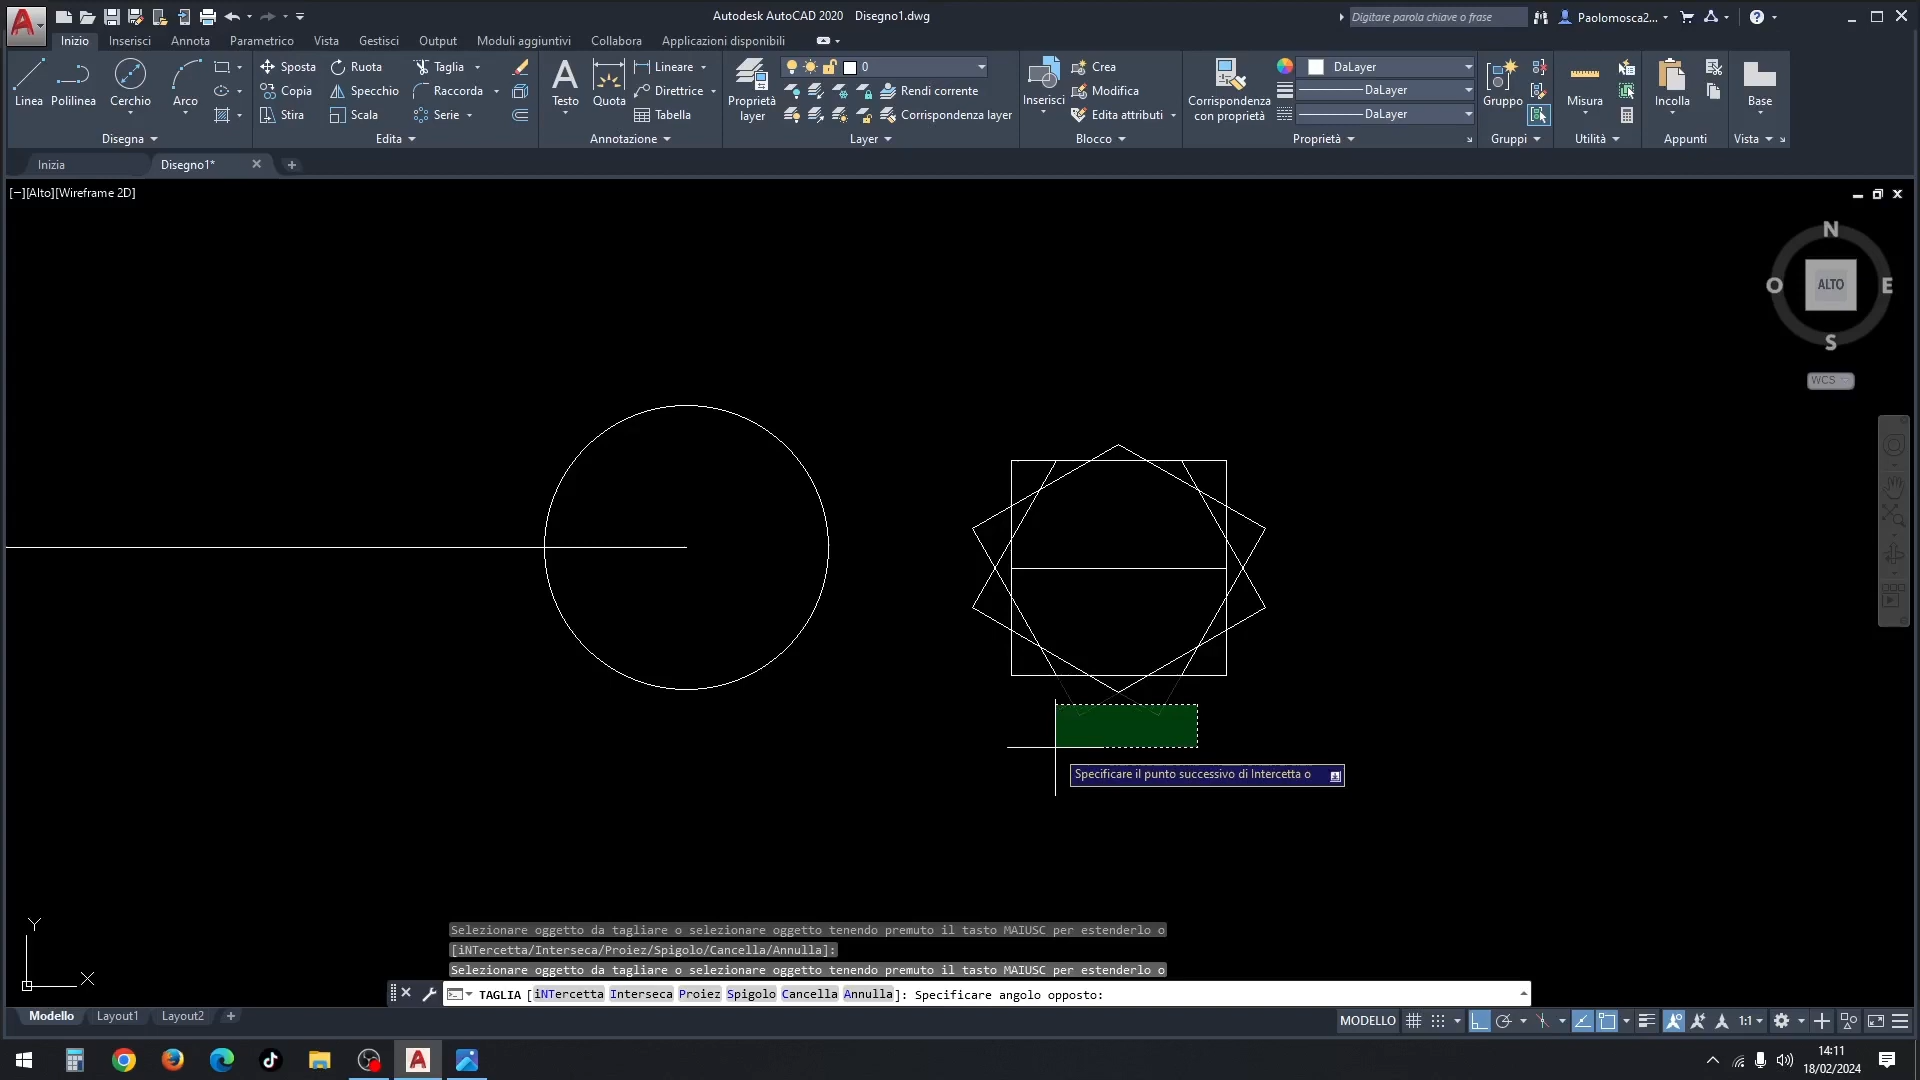 Autodesk AutoCAD 2020 Disegno1.dwg
Digitare parola chiave o frase
Paolomosca2...
Inizio Inserisci Annota Parametrico Vista Gestisci Output Moduli aggiuntivi Collabora Applicazioni disponibili
Linea Polilinea Cerchio Arco
Disegna
Sposta Ruota Taglia
Copia Specchio Raccorda
Stira Scala Serie
Edita
Testo Quota
Lineare
Direttrice
Tabella
Annotazione
Proprietà layer
0
Rendi corrente
Corrispondenza layer
Layer
Inserisci
Crea
Modifica
Edita attributi
Blocco
Corrispondenza con proprietà
DaLayer
DaLayer
DaLayer
Proprietà
Gruppo
Gruppi
Misura
Utilità
Incolla
Appunti
Base
Vista
Inizia Disegno1*
[−][Alto][Wireframe 2D]
N
O ALTO E
S
WCS
Specificare il punto successivo di Intercetta o
Y
X
Selezionare oggetto da tagliare o selezionare oggetto tenendo premuto il tasto MAIUSC per estenderlo o
[iNTercetta/Interseca/Proiez/Spigolo/Cancella/Annulla]:
Selezionare oggetto da tagliare o selezionare oggetto tenendo premuto il tasto MAIUSC per estenderlo o
TAGLIA [iNTercetta Interseca Proiez Spigolo Cancella Annulla]: Specificare angolo opposto:
Modello Layout1 Layout2
MODELLO 1:1
14:11
18/02/2024